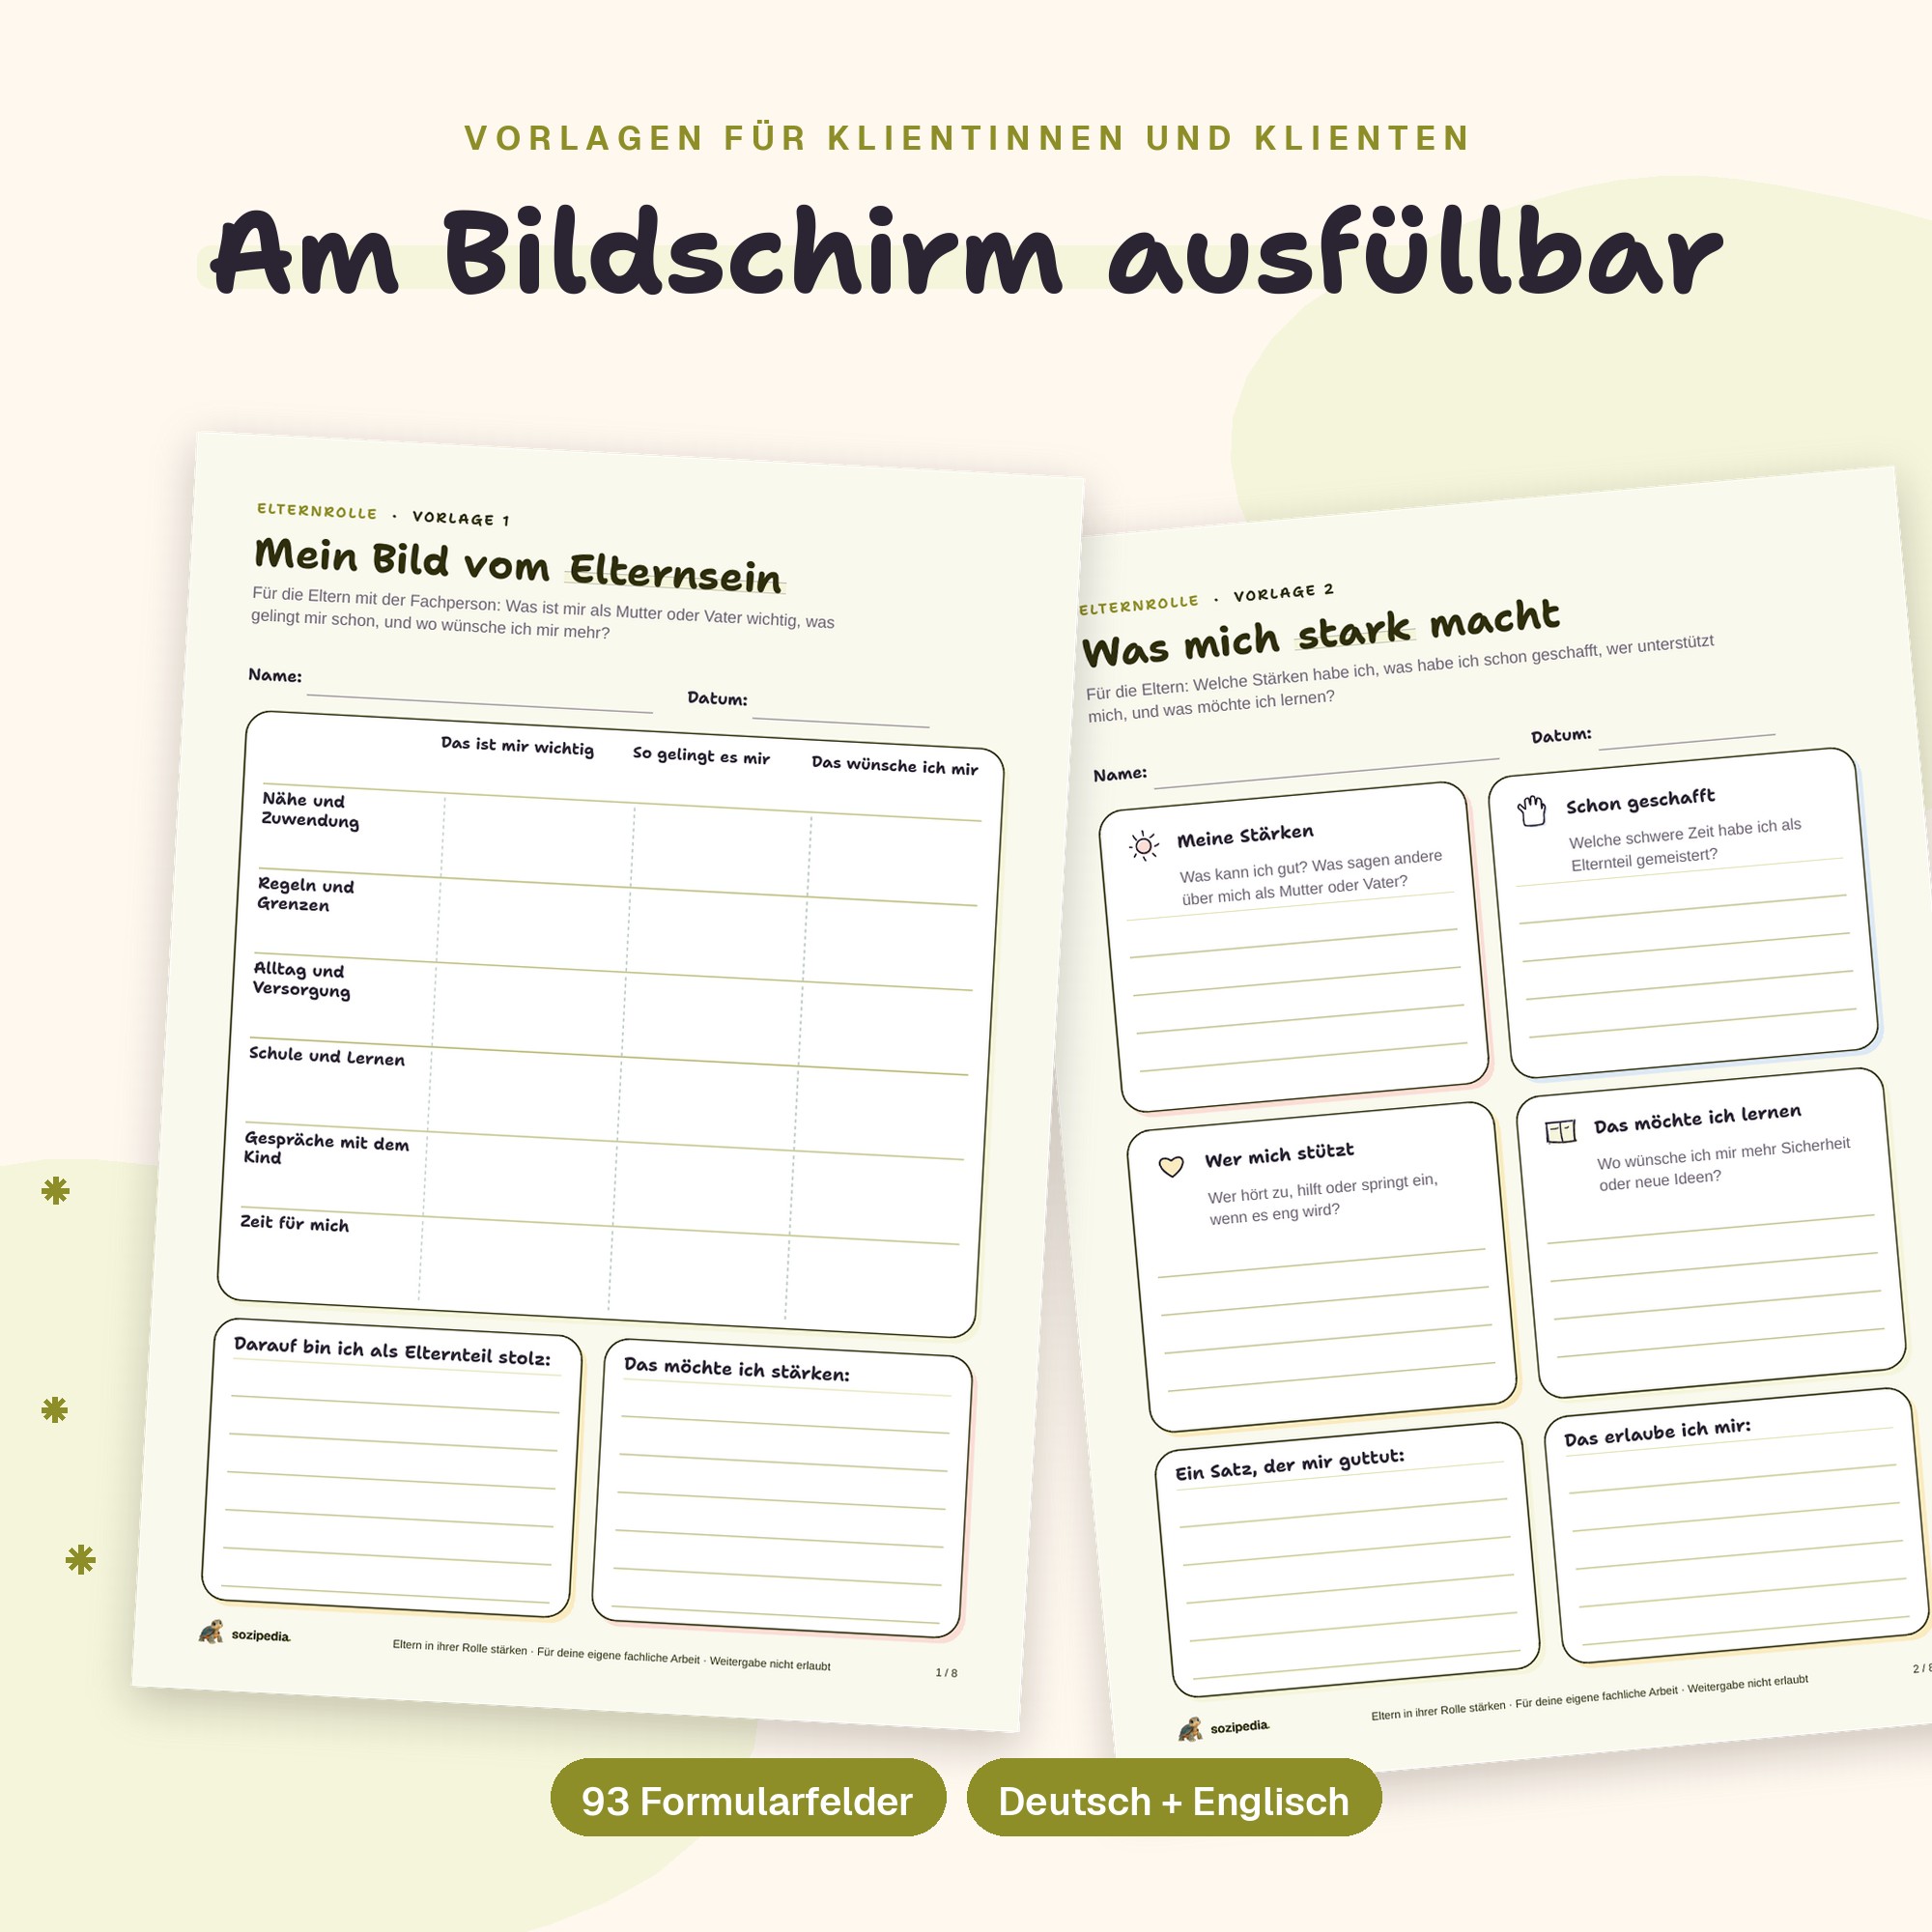 VORLAGEN FÜR KLIENTINNEN UND KLIENTEN
Am Bildschirm ausfüllbar
ELTERNROLLE · VORLAGE 1
Mein Bild vom Elternsein
Für die Eltern mit der Fachperson: Was ist mir als Mutter oder Vater wichtig, was
gelingt mir schon, und wo wünsche ich mir mehr?
Name:
Datum:
Das ist mir wichtig
So gelingt es mir
Das wünsche ich mir
Nähe und
Zuwendung
Regeln und
Grenzen
Alltag und
Versorgung
Schule und Lernen
Gespräche mit dem
Kind
Zeit für mich
Darauf bin ich als Elternteil stolz:
Das möchte ich stärken:
sozipedia.
Eltern in ihrer Rolle stärken · Für deine eigene fachliche Arbeit · Weitergabe nicht erlaubt
1 / 8
ELTERNROLLE · VORLAGE 2
Was mich stark macht
Für die Eltern: Welche Stärken habe ich, was habe ich schon geschafft, wer unterstützt
mich, und was möchte ich lernen?
Name:
Datum:
Meine Stärken
Was kann ich gut? Was sagen andere
über mich als Mutter oder Vater?
Schon geschafft
Welche schwere Zeit habe ich als
Elternteil gemeistert?
Wer mich stützt
Wer hört zu, hilft oder springt ein,
wenn es eng wird?
Das möchte ich lernen
Wo wünsche ich mir mehr Sicherheit
oder neue Ideen?
Ein Satz, der mir guttut:
Das erlaube ich mir:
sozipedia.
Eltern in ihrer Rolle stärken · Für deine eigene fachliche Arbeit · Weitergabe nicht erlaubt
2 / 8
93 Formularfelder
Deutsch + Englisch